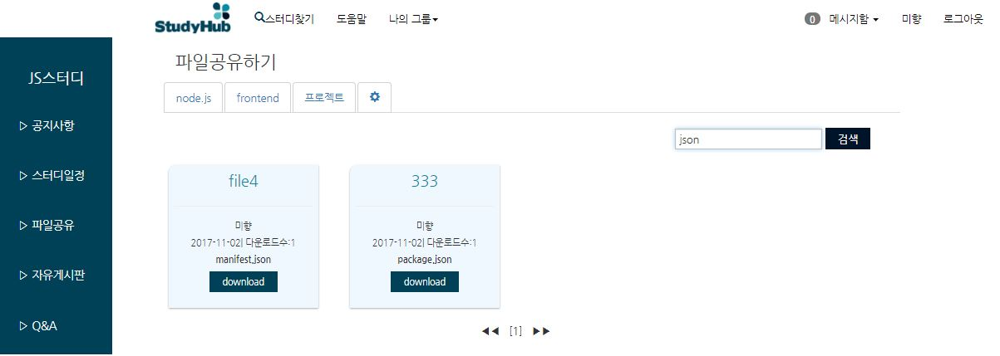 StudyHub
스터디찾기 도움말 나의 그룹
0 메시지함 미향 로그아웃
JS스터디
▷ 공지사항
▷ 스터디일정
▷ 파일공유
▷ 자유게시판
▷ Q&A
파일공유하기
node.js frontend 프로젝트
json 검색
file4
미향
2017-11-02| 다운로드수:1
manifest.json
download
333
미향
2017-11-02| 다운로드수:1
package.json
download
◀◀ [1] ▶▶